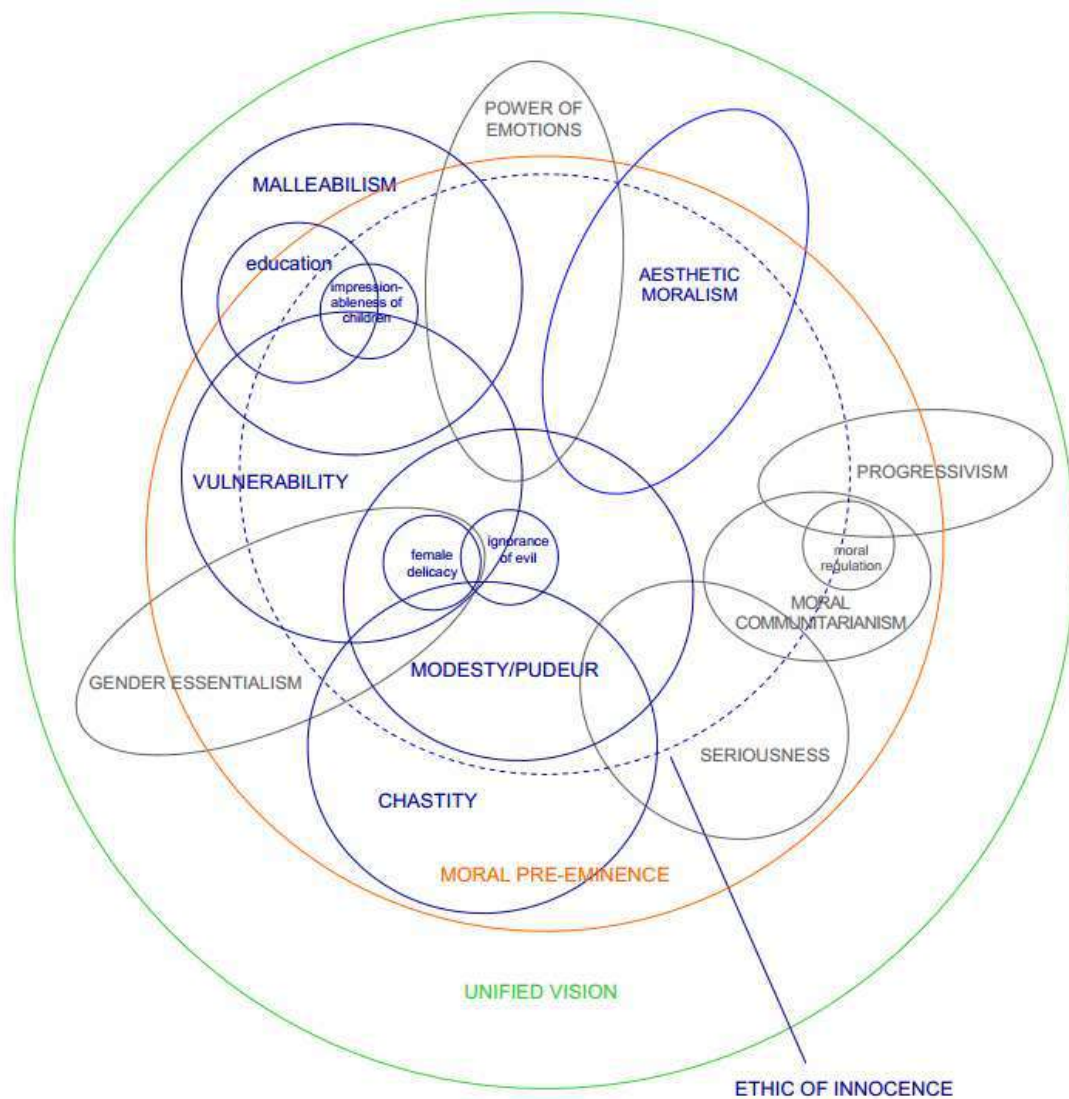 POWER OF
EMOTIONS
MALLEABILISM
education
impression-
ableness of
children
AESTHETIC
MORALISM
VULNERABILITY
PROGRESSIVISM
female
delicacy
ignorance
of evil
moral
regulation
MORAL
COMMUNITARIANISM
GENDER ESSENTIALISM
MODESTY/PUDEUR
SERIOUSNESS
CHASTITY
MORAL PRE-EMINENCE
UNIFIED VISION
ETHIC OF INNOCENCE